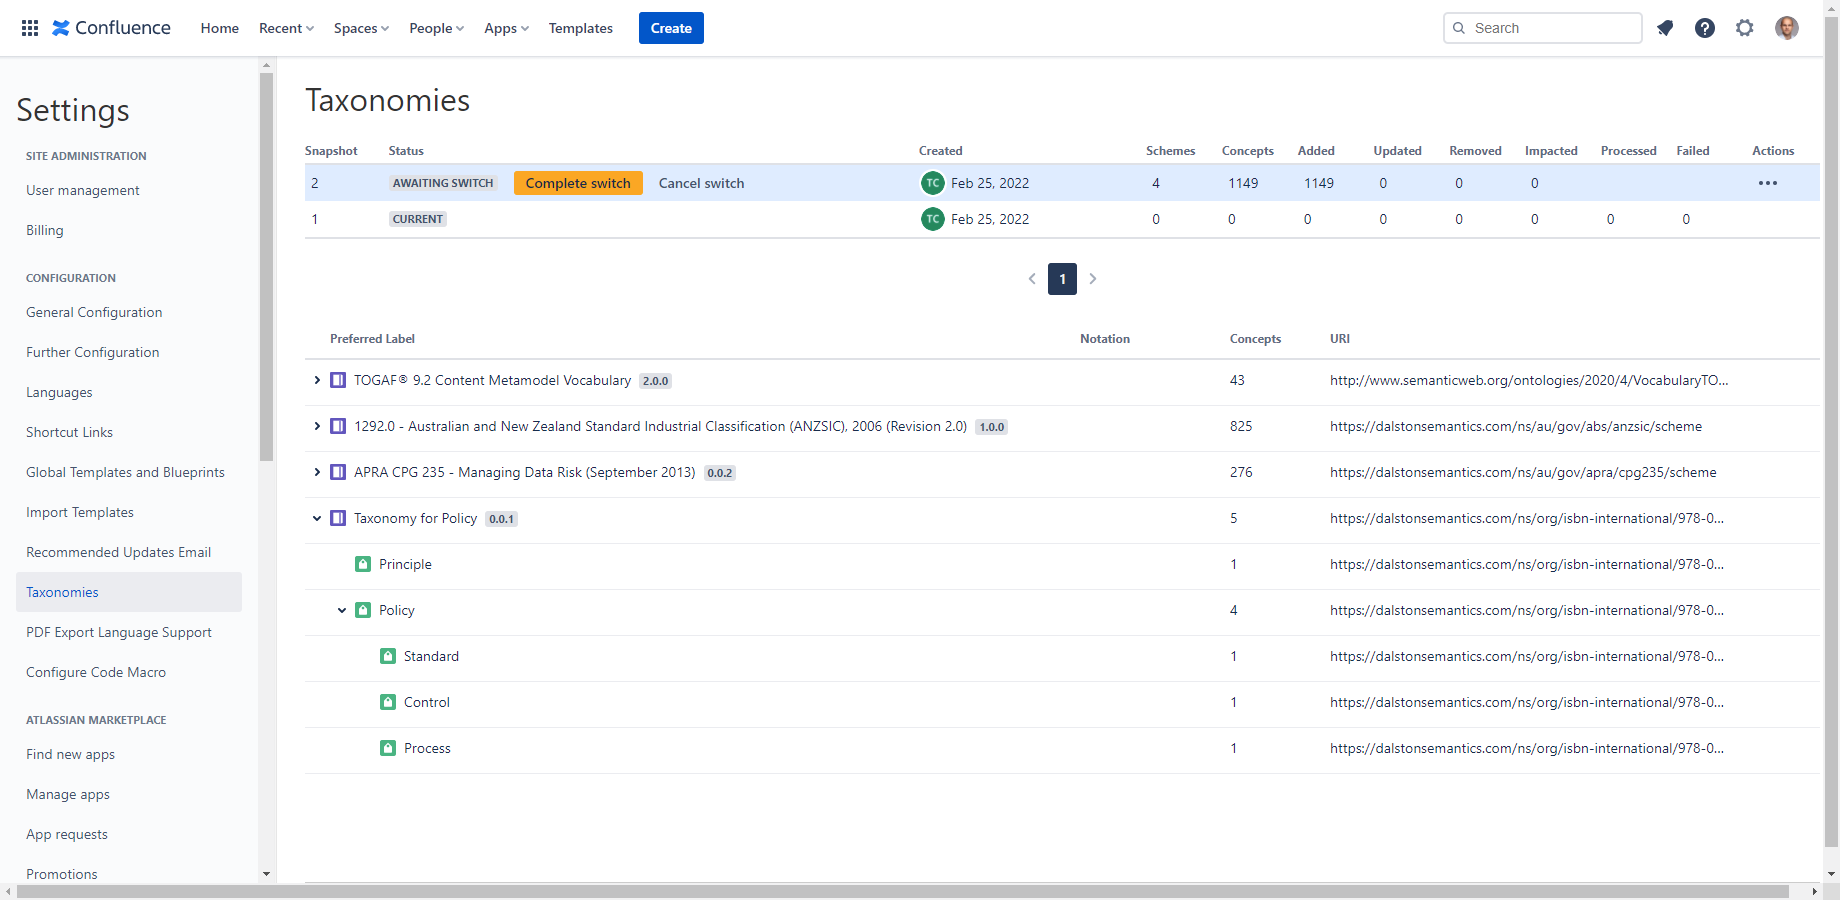 Confluence Home Recent Spaces People Apps Templates Create Search
Settings
SITE ADMINISTRATION
User management
Billing
CONFIGURATION
General Configuration
Further Configuration
Languages
Shortcut Links
Global Templates and Blueprints
Import Templates
Recommended Updates Email
Taxonomies
PDF Export Language Support
Configure Code Macro
ATLASSIAN MARKETPLACE
Find new apps
Manage apps
App requests
Promotions
Taxonomies
Snapshot Status Created Schemes Concepts Added Updated Removed Impacted Processed Failed Actions
2 AWAITING SWITCH Complete switch Cancel switch TC Feb 25, 2022 4 1149 1149 0 0 0
1 CURRENT TC Feb 25, 2022 0 0 0 0 0 0 0 0
1
Preferred Label Notation Concepts URI
TOGAF® 9.2 Content Metamodel Vocabulary 2.0.0 43 http://www.semanticweb.org/ontologies/2020/4/VocabularyTO...
1292.0 - Australian and New Zealand Standard Industrial Classification (ANZSIC), 2006 (Revision 2.0) 1.0.0 825 https://dalstonsemantics.com/ns/au/gov/abs/anzsic/scheme
APRA CPG 235 - Managing Data Risk (September 2013) 0.0.2 276 https://dalstonsemantics.com/ns/au/gov/apra/cpg235/scheme
Taxonomy for Policy 0.0.1 5 https://dalstonsemantics.com/ns/org/isbn-international/978-0...
Principle 1 https://dalstonsemantics.com/ns/org/isbn-international/978-0...
Policy 4 https://dalstonsemantics.com/ns/org/isbn-international/978-0...
Standard 1 https://dalstonsemantics.com/ns/org/isbn-international/978-0...
Control 1 https://dalstonsemantics.com/ns/org/isbn-international/978-0...
Process 1 https://dalstonsemantics.com/ns/org/isbn-international/978-0...